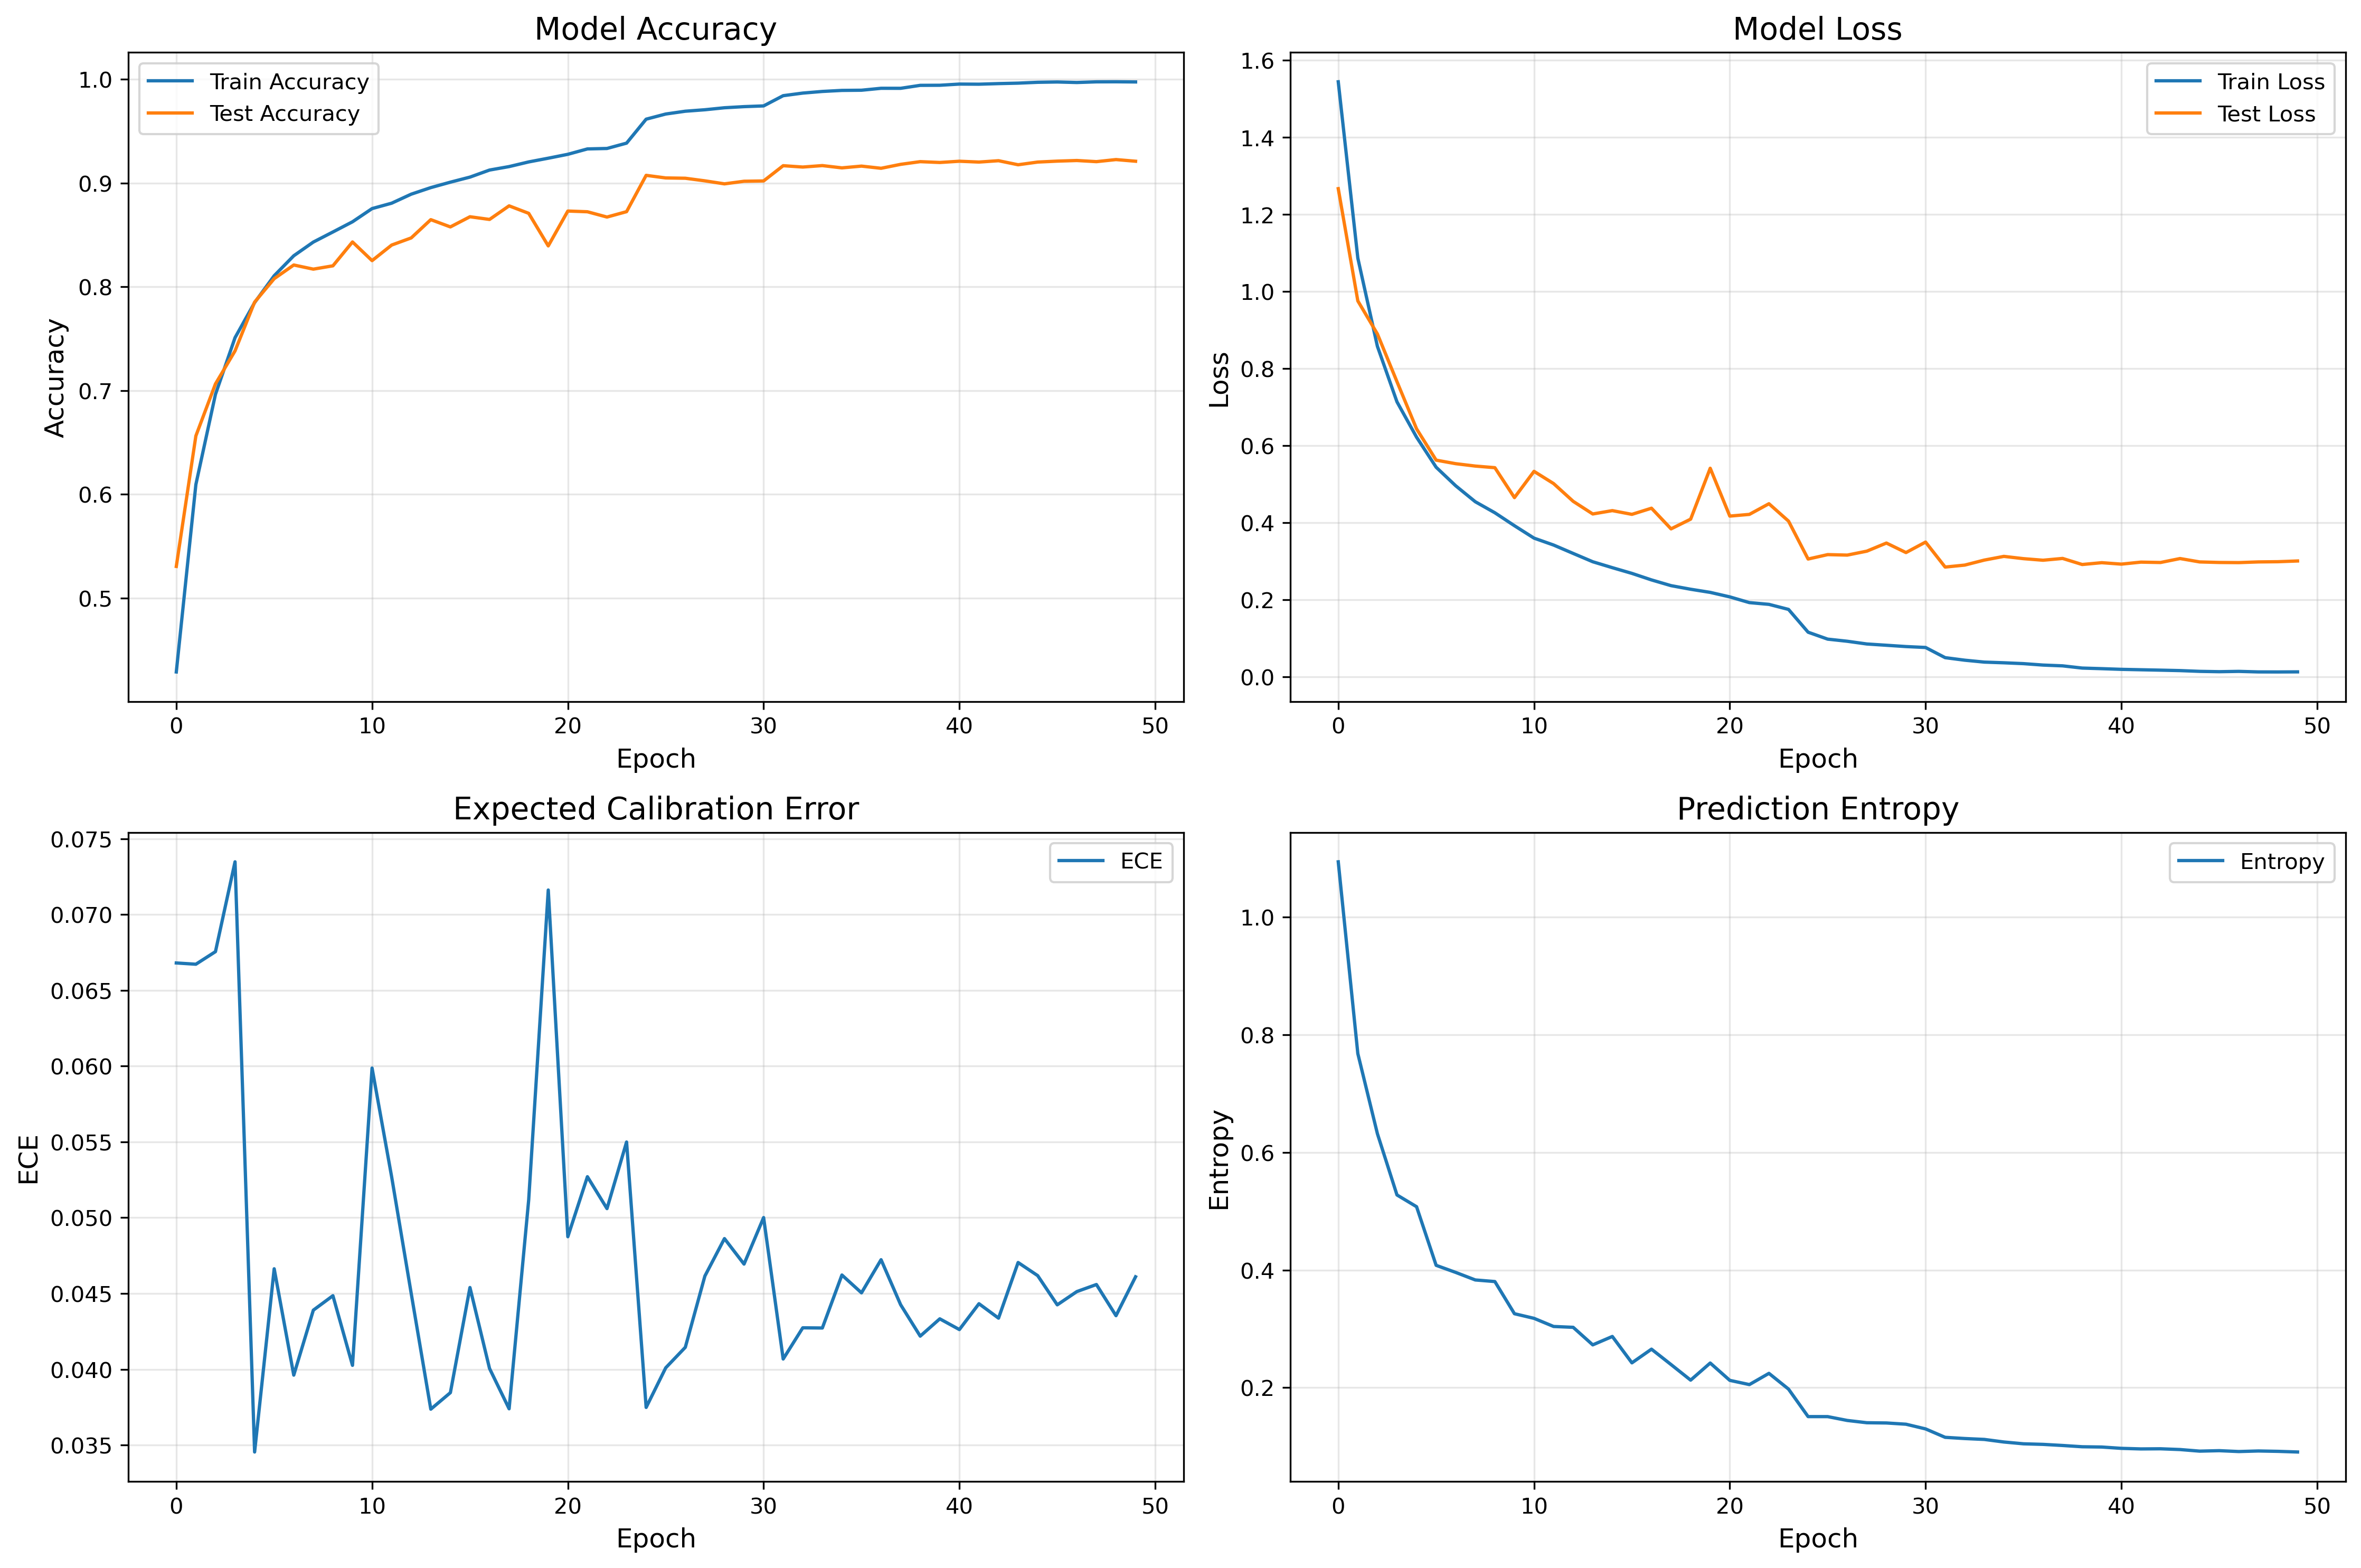 Model Accuracy
Train Accuracy
Test Accuracy
Accuracy
1.0
0.9
0.8
0.7
0.6
0.5
0 10 20 30 40 50
Epoch
Model Loss
Train Loss
Test Loss
Loss
1.6
1.4
1.2
1.0
0.8
0.6
0.4
0.2
0.0
0 10 20 30 40 50
Epoch
Expected Calibration Error
ECE
ECE
0.075
0.070
0.065
0.060
0.055
0.050
0.045
0.040
0.035
0 10 20 30 40 50
Epoch
Prediction Entropy
Entropy
Entropy
1.0
0.8
0.6
0.4
0.2
0 10 20 30 40 50
Epoch